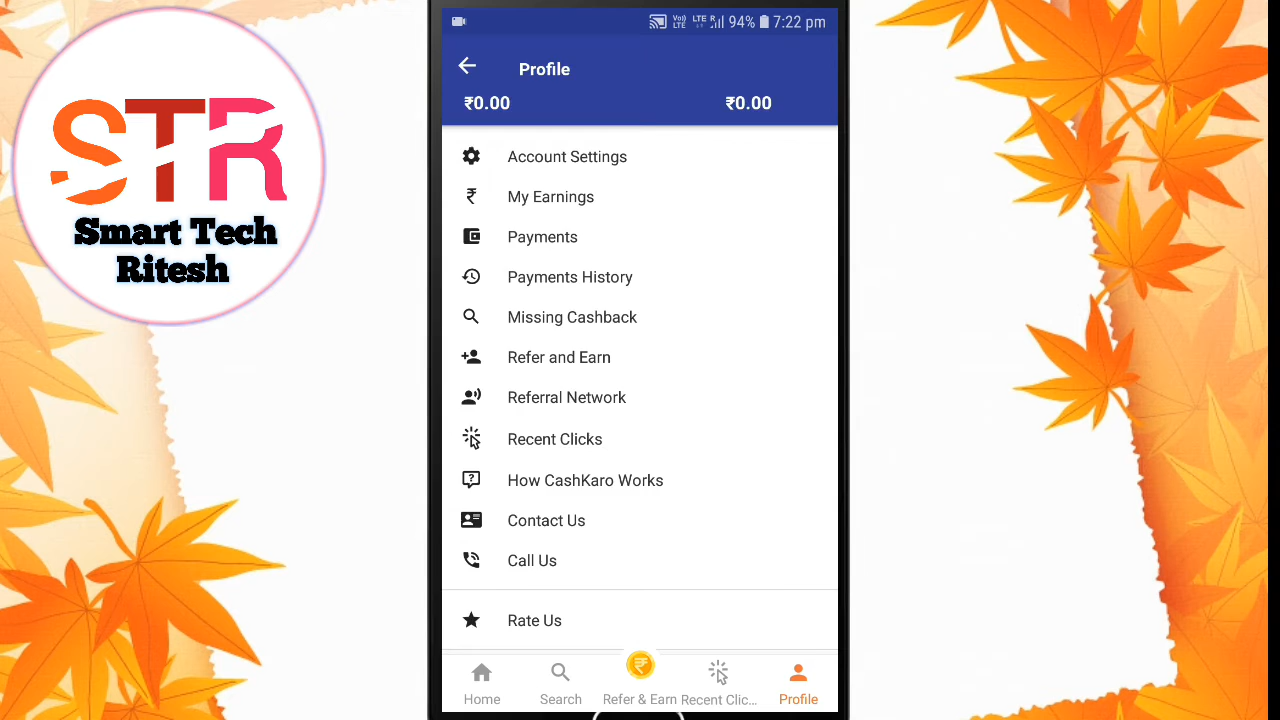 STR
Smart Tech
Ritesh
Voo) LTE LTE R 94% 7:22 pm
Profile
₹0.00 ₹0.00
Account Settings
My Earnings
Payments
Payments History
Missing Cashback
Refer and Earn
Referral Network
Recent Clicks
How CashKaro Works
Contact Us
Call Us
Rate Us
Home Search Refer & Earn Recent Clic... Profile